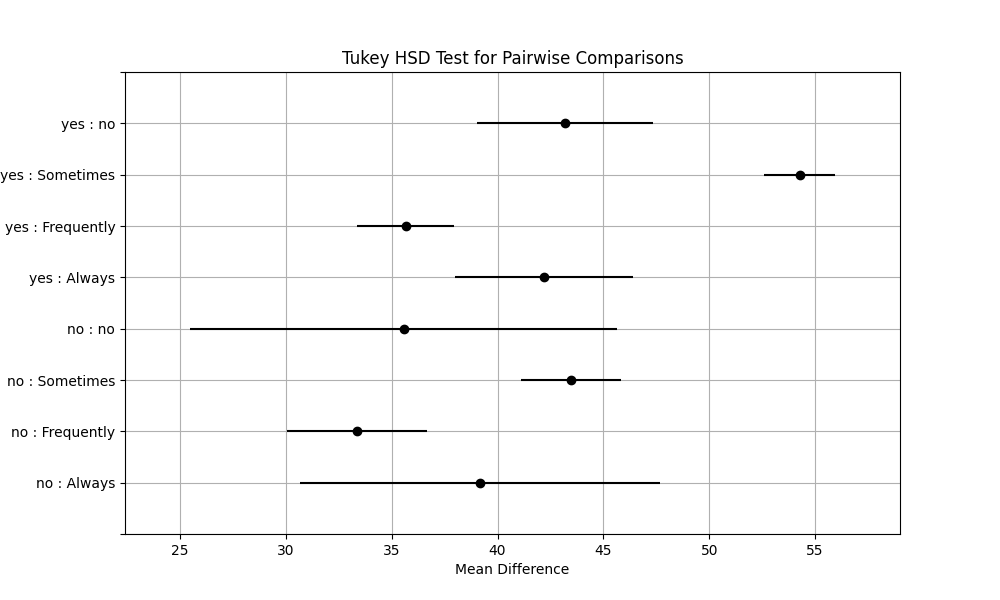 Tukey HSD Test for Pairwise Comparisons
yes : no
yes : Sometimes
yes : Frequently
yes : Always
no : no
no : Sometimes
no : Frequently
no : Always
25 30 35 40 45 50 55
Mean Difference